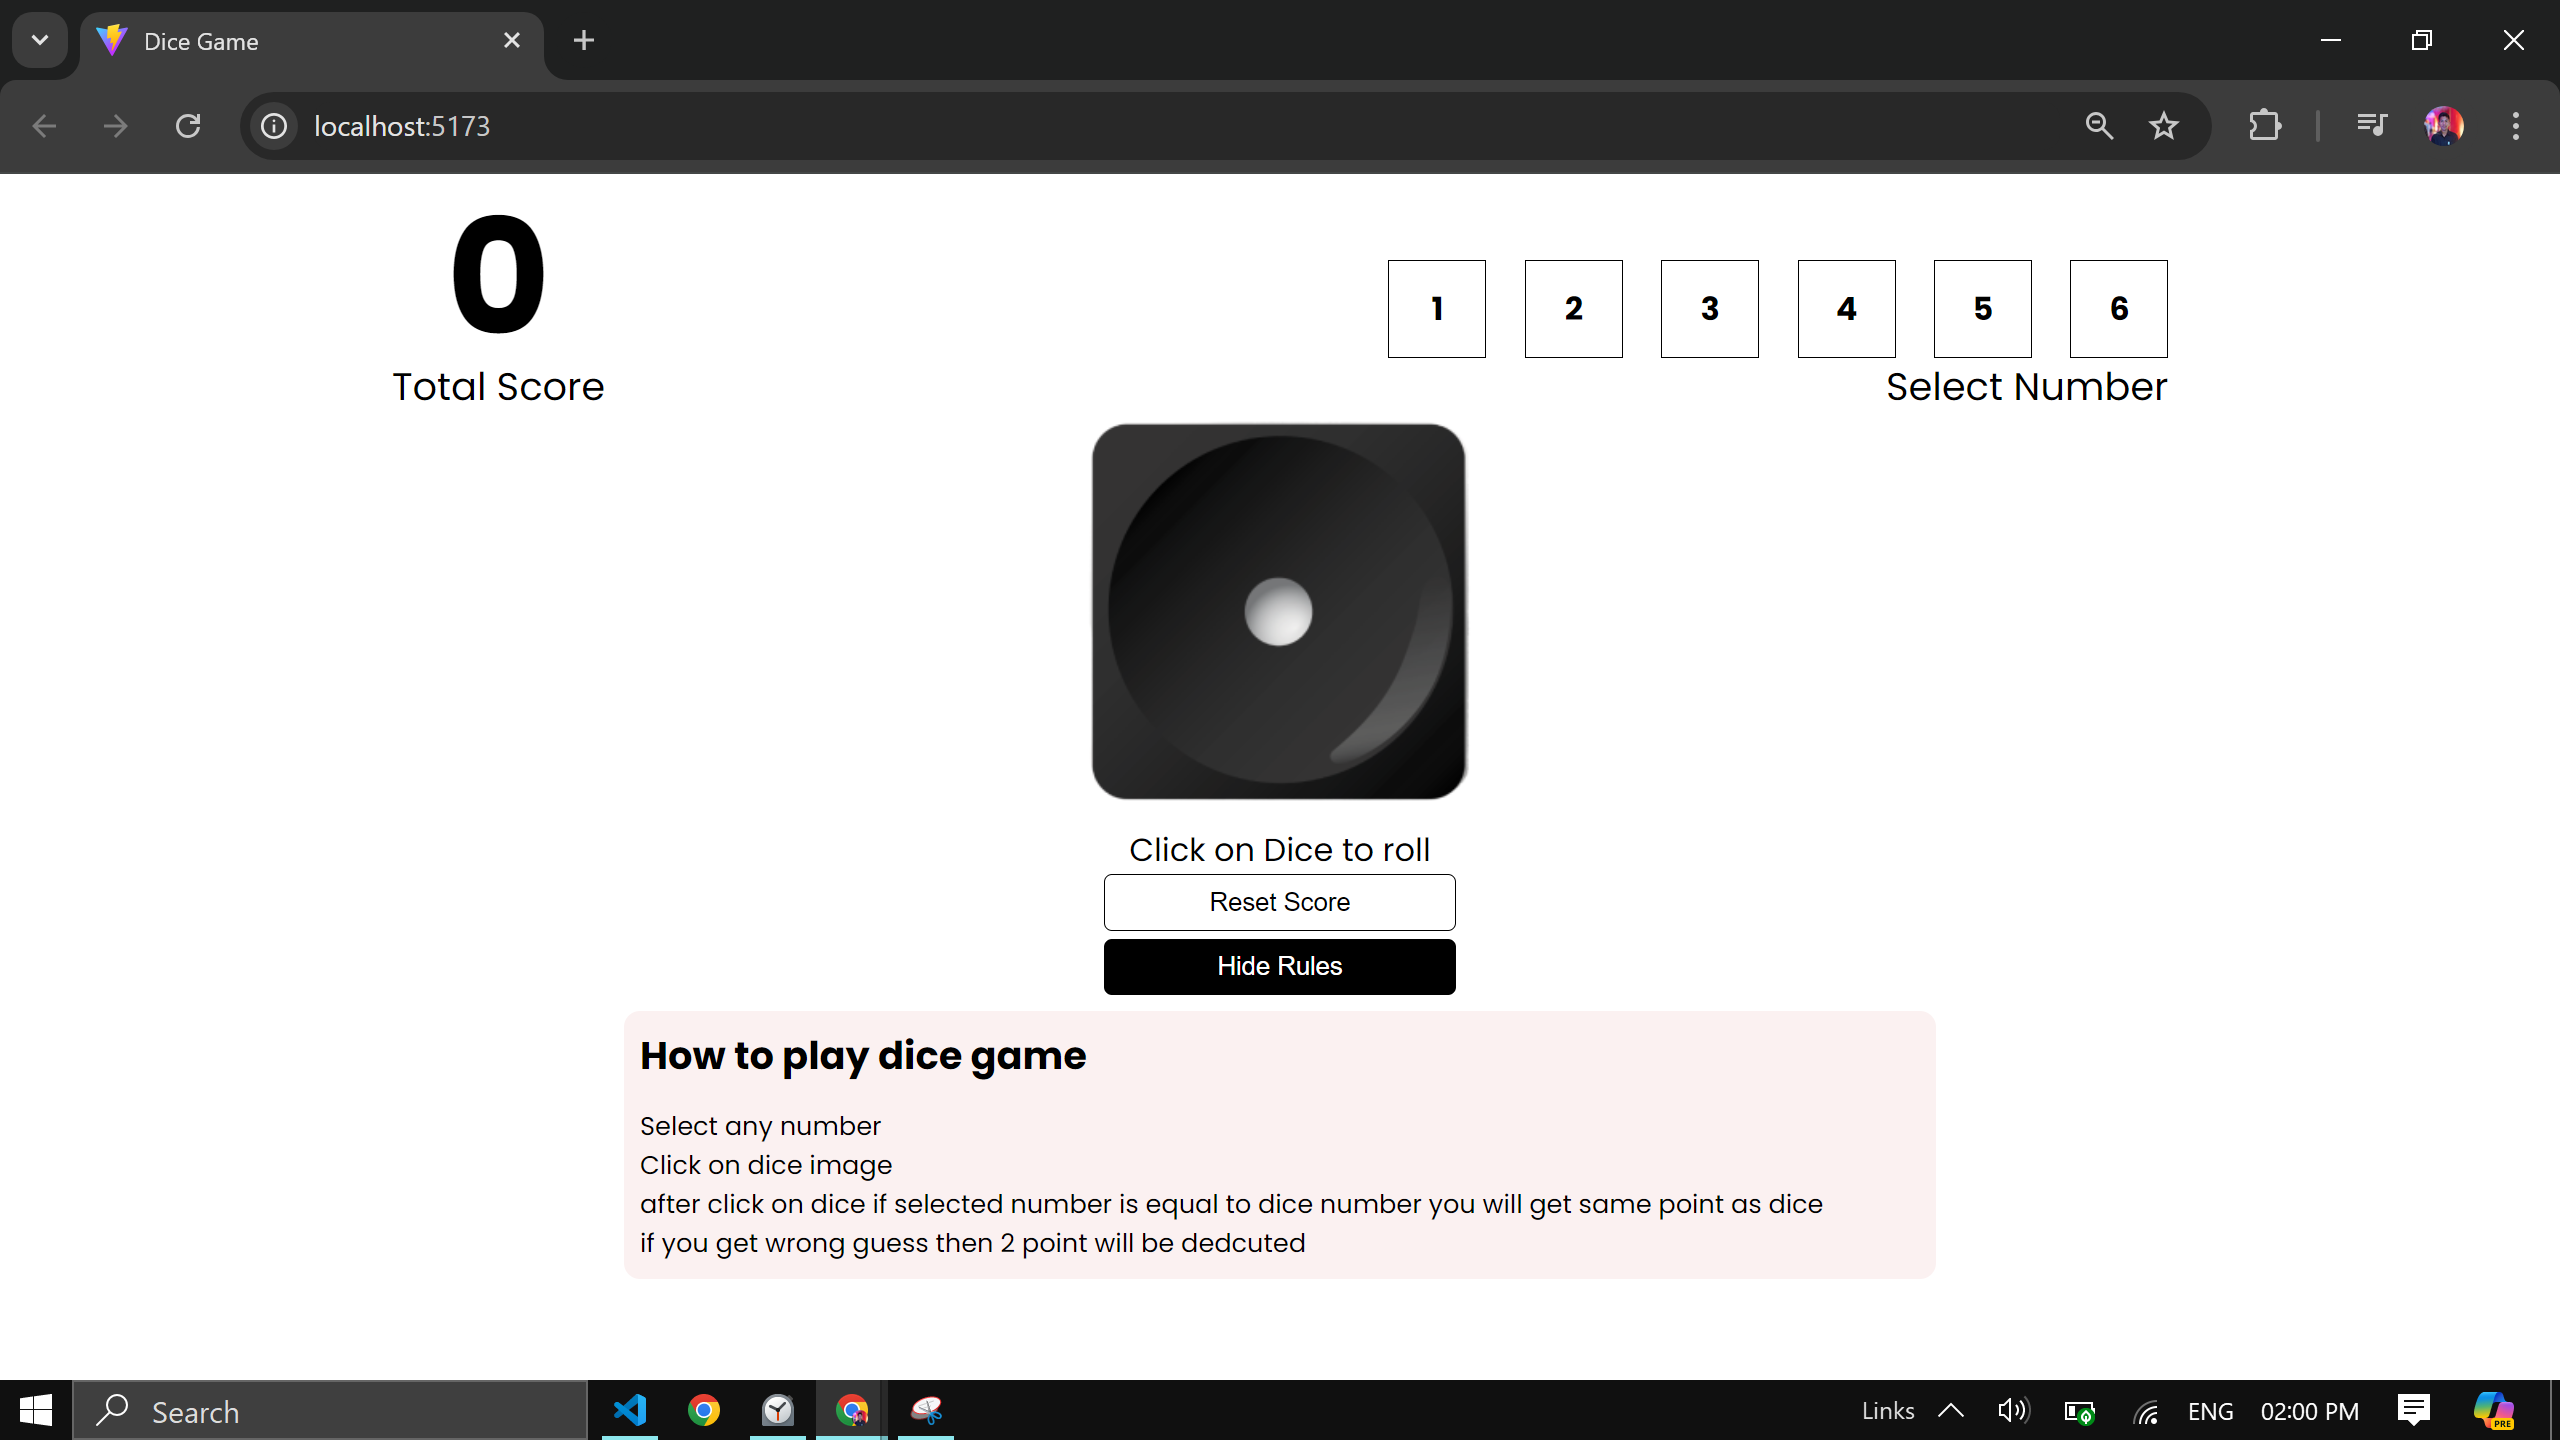 Dice Game
localhost:5173
0
Total Score
1 2 3 4 5 6
Select Number
Click on Dice to roll
Reset Score
Hide Rules
How to play dice game
Select any number
Click on dice image
after click on dice if selected number is equal to dice number you will get same point as dice
if you get wrong guess then 2 point will be dedcuted
Search
Links
ENG
02:00 PM
PRE